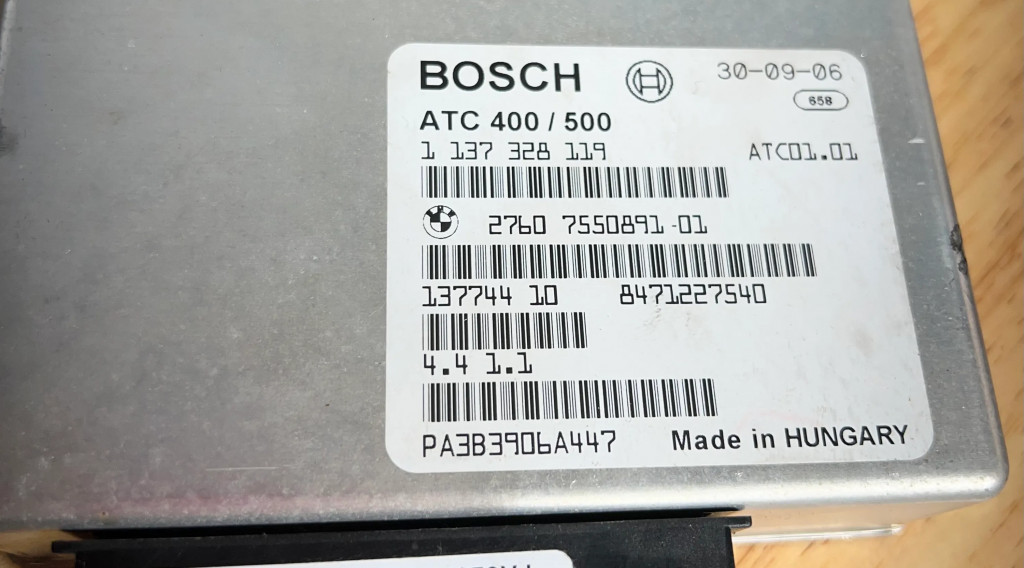 BOSCH 30-09-06
658
ATC 400 / 500
1 137 328 119 ATC01.01
2760 7550891-01
137744 10 8471227540
4.4 1.1
PA3B3906A447 Made in HUNGARY